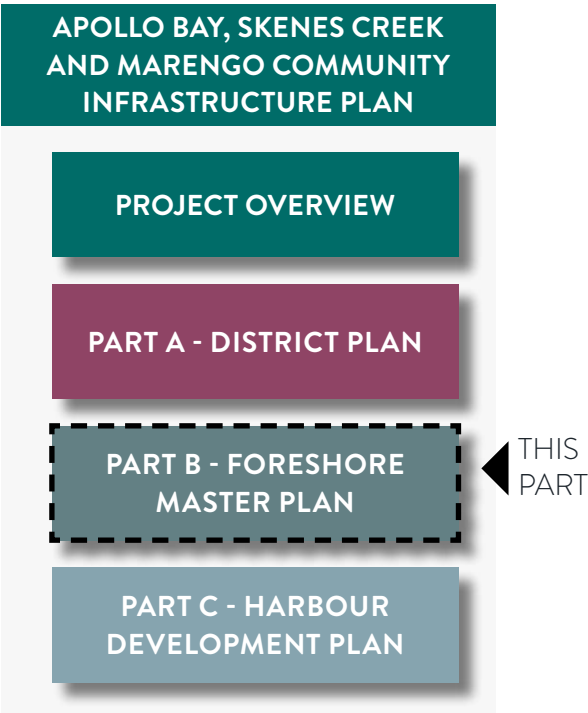 APOLLO BAY, SKENES CREEK
AND MARENGO COMMUNITY
INFRASTRUCTURE PLAN
PROJECT OVERVIEW
PART A - DISTRICT PLAN
PART B - FORESHORE
MASTER PLAN
THIS
PART
PART C - HARBOUR
DEVELOPMENT PLAN